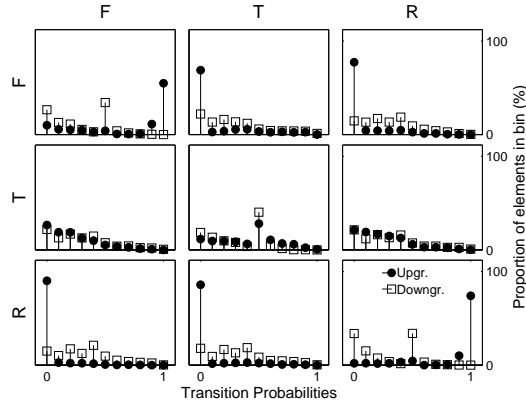 F T R
F
100
0
T
100
0
R
Upgr.
Downgr.
100
0
0 1 0 1 0 1
Transition Probabilities
Proportion of elements in bin (%)